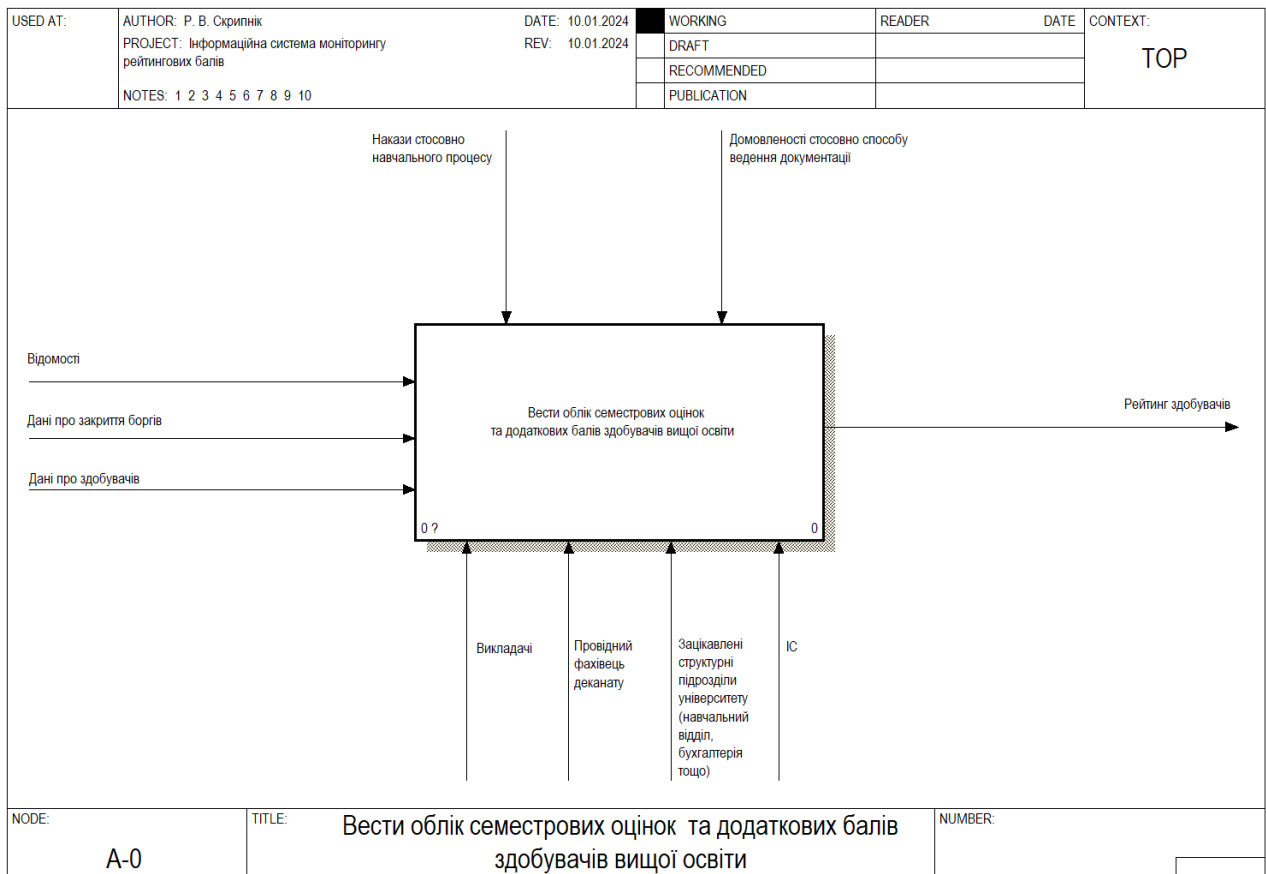 USED AT:
AUTHOR: Р. В. Скрипнік
DATE: 10.01.2024
PROJECT: Інформаційна система моніторингу
рейтингових балів
REV: 10.01.2024
NOTES: 1 2 3 4 5 6 7 8 9 10
WORKING
DRAFT
RECOMMENDED
PUBLICATION
READER
DATE
CONTEXT:
TOP
Накази стосовно
навчального процесу
Домовленості стосовно способу
ведення документації
Відомості
Дані про закриття боргів
Дані про здобувачів
Вести облік семестрових оцінок
та додаткових балів здобувачів вищої освіти
0 ?
0
Рейтинг здобувачів
Викладачі
Провідний
фахівець
деканату
Зацікавлені
структурні
підрозділи
університету
(навчальний
відділ,
бухгалтерія
тощо)
ІС
NODE:
A-0
TITLE:
Вести облік семестрових оцінок та додаткових балів
здобувачів вищої освіти
NUMBER: